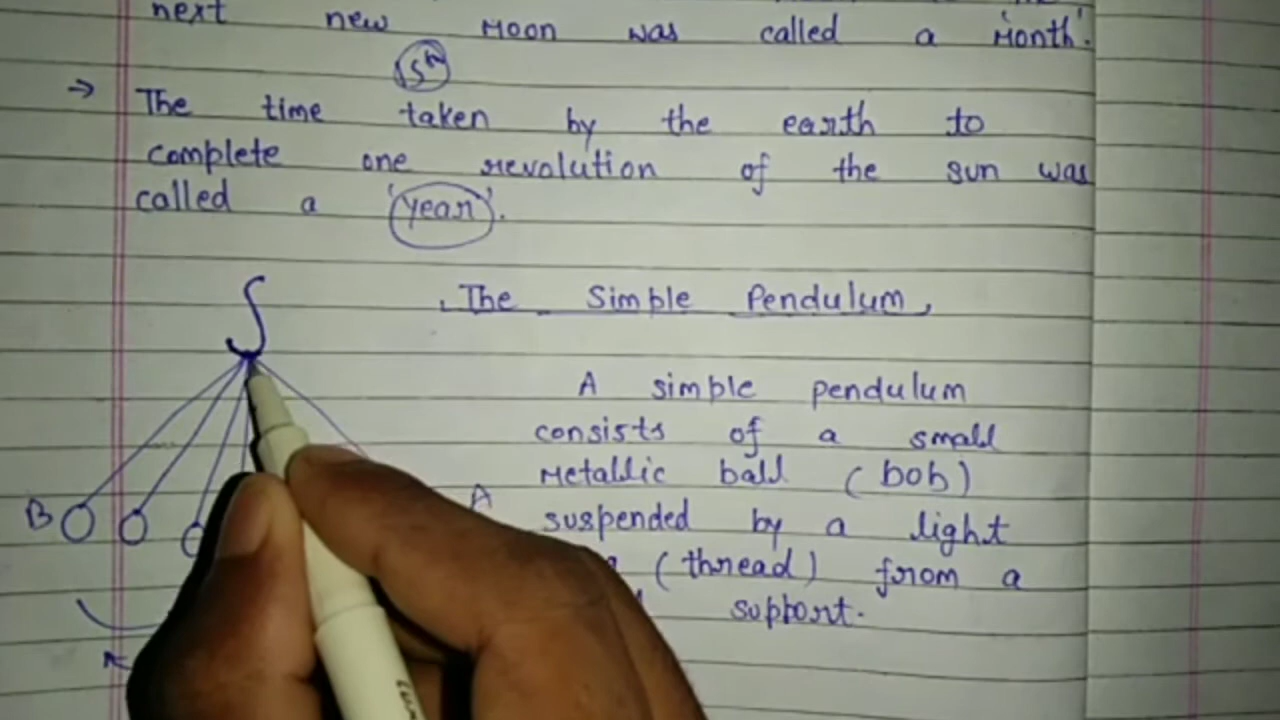 next new Moon was called a 'Month'.
→ The time taken by the earth to
complete one revolution of the sun was
called a 'year'.
The Simple Pendulum
A simple pendulum
consists of a small
Metallic ball (bob)
A
B
suspended by a light
(thread) from a
support.